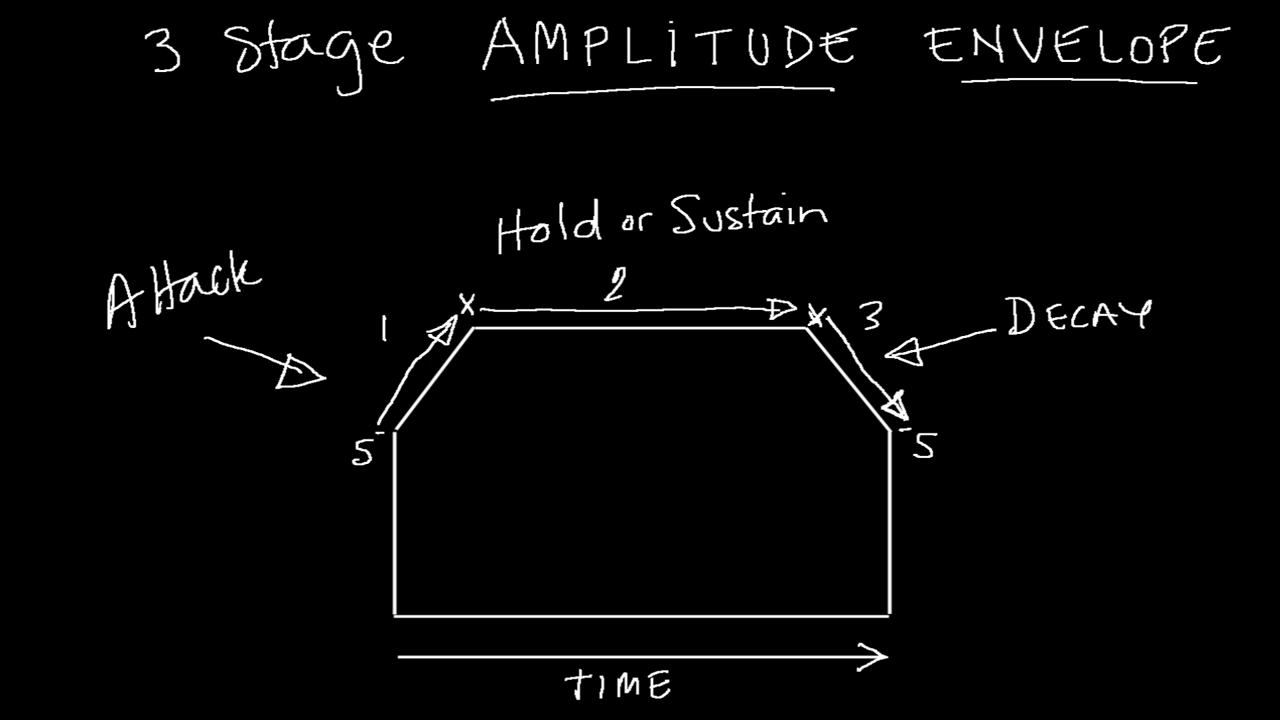 3 Stage AMPLiTUDE ENVELOPE
Hold or Sustain
Attack
1
x
2
x
3
DECAY
5
5
TIME